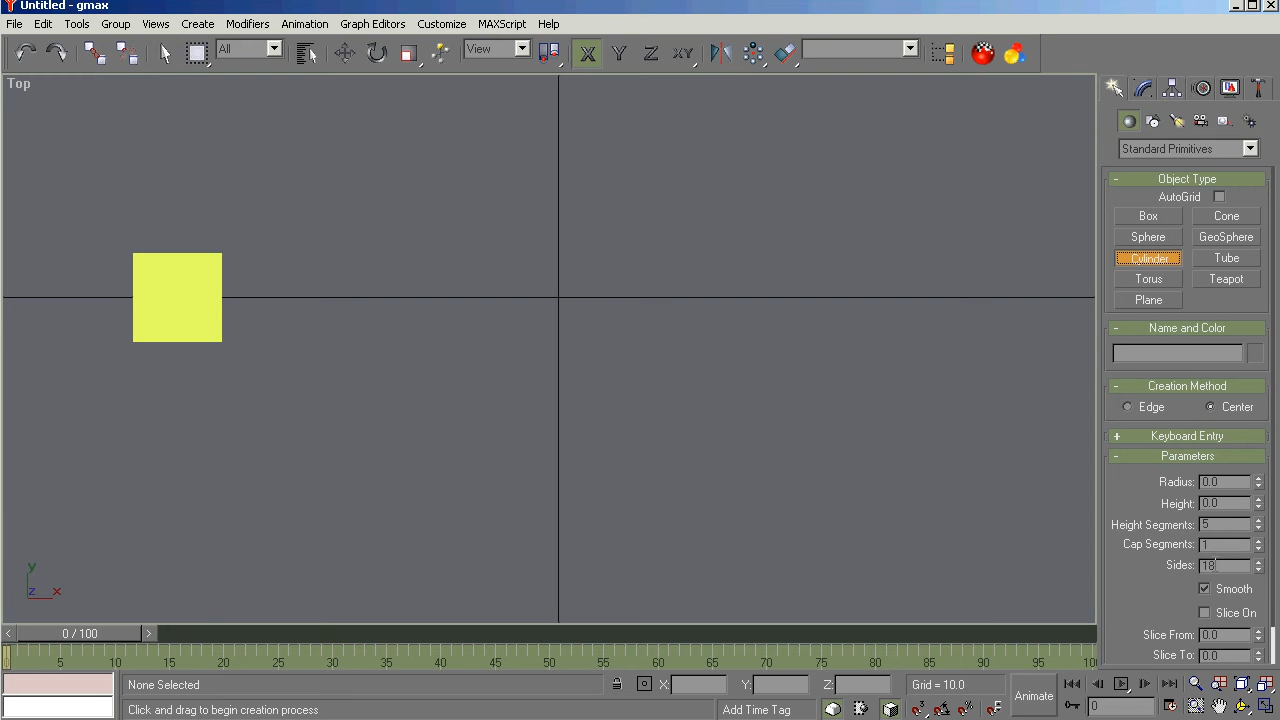 Untitled - gmax
File Edit Tools Group Views Create Modifiers Animation Graph Editors Customize MAXScript Help
All View X Y Z XY
Top
Standard Primitives
- Object Type
AutoGrid
Box Cone
Sphere GeoSphere
Cylinder Tube
Torus Teapot
Plane
- Name and Color
- Creation Method
Edge Center
+ Keyboard Entry
- Parameters
Radius: 0.0
Height: 0.0
Height Segments: 5
Cap Segments: 1
Sides: 18
Smooth
Slice On
Slice From: 0.0
Slice To: 0.0
y
z x
< 0 / 100 >
5 10 15 20 25 30 35 40 45 50 55 60 65 70 75 80 85 90 95 10
None Selected X: Y: Z: Grid = 10.0 Animate
Click and drag to begin creation process Add Time Tag 0